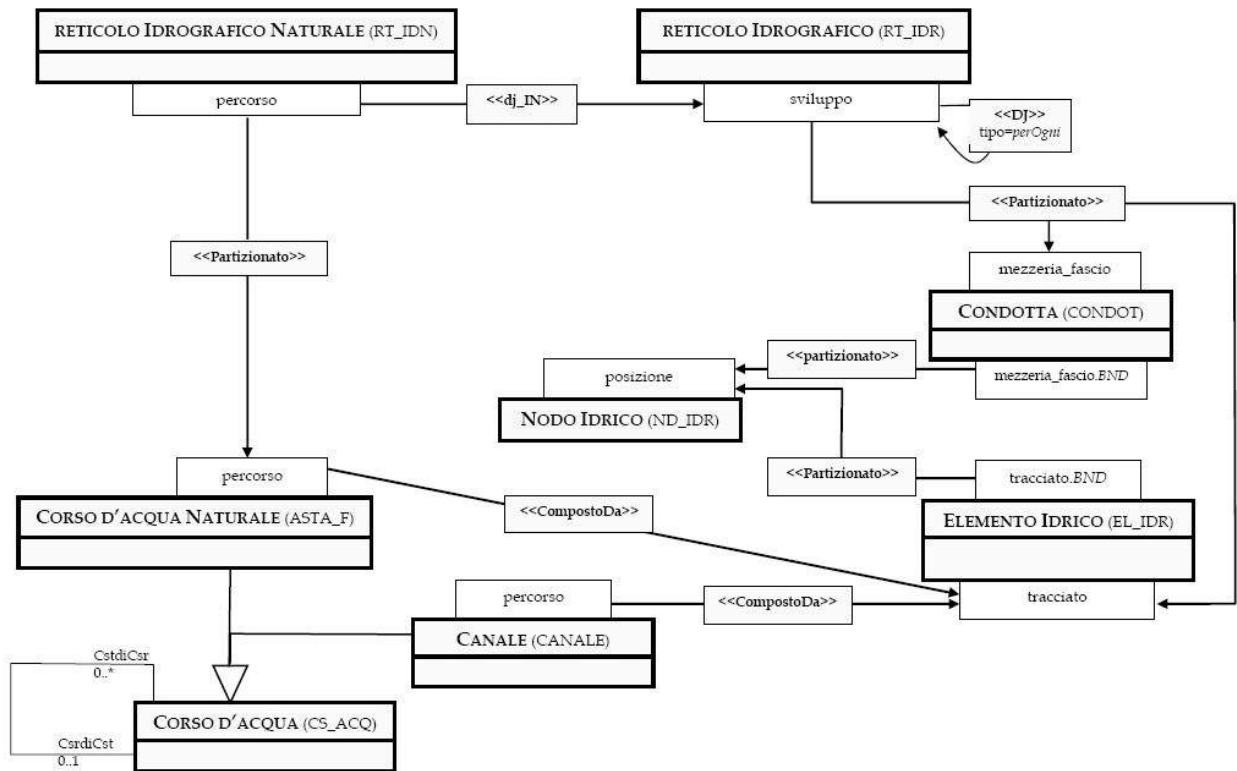 RETICOLO IDROGRAFICO NATURALE (RT_IDN)
RETICOLO IDROGRAFICO (RT_IDR)
percorso
<<dj_IN>>
sviluppo
<<DJ>>
tipo=perOgni
<<Partizionato>>
<<Partizionato>>
mezzeria_fascio
CONDOTTA (CONDOT)
<<partizionato>>
mezzeria_fascio.BND
posizione
NODO IDRICO (ND_IDR)
<<Partizionato>>
tracciato.BND
percorso
CORSO D'ACQUA NATURALE (ASTA_F)
<<CompostoDa>>
ELEMENTO IDRICO (EL_IDR)
percorso
<<CompostoDa>>
tracciato
CANALE (CANALE)
CstdiCsr
0..*
CORSO D'ACQUA (CS_ACQ)
CsrdiCst
0..1